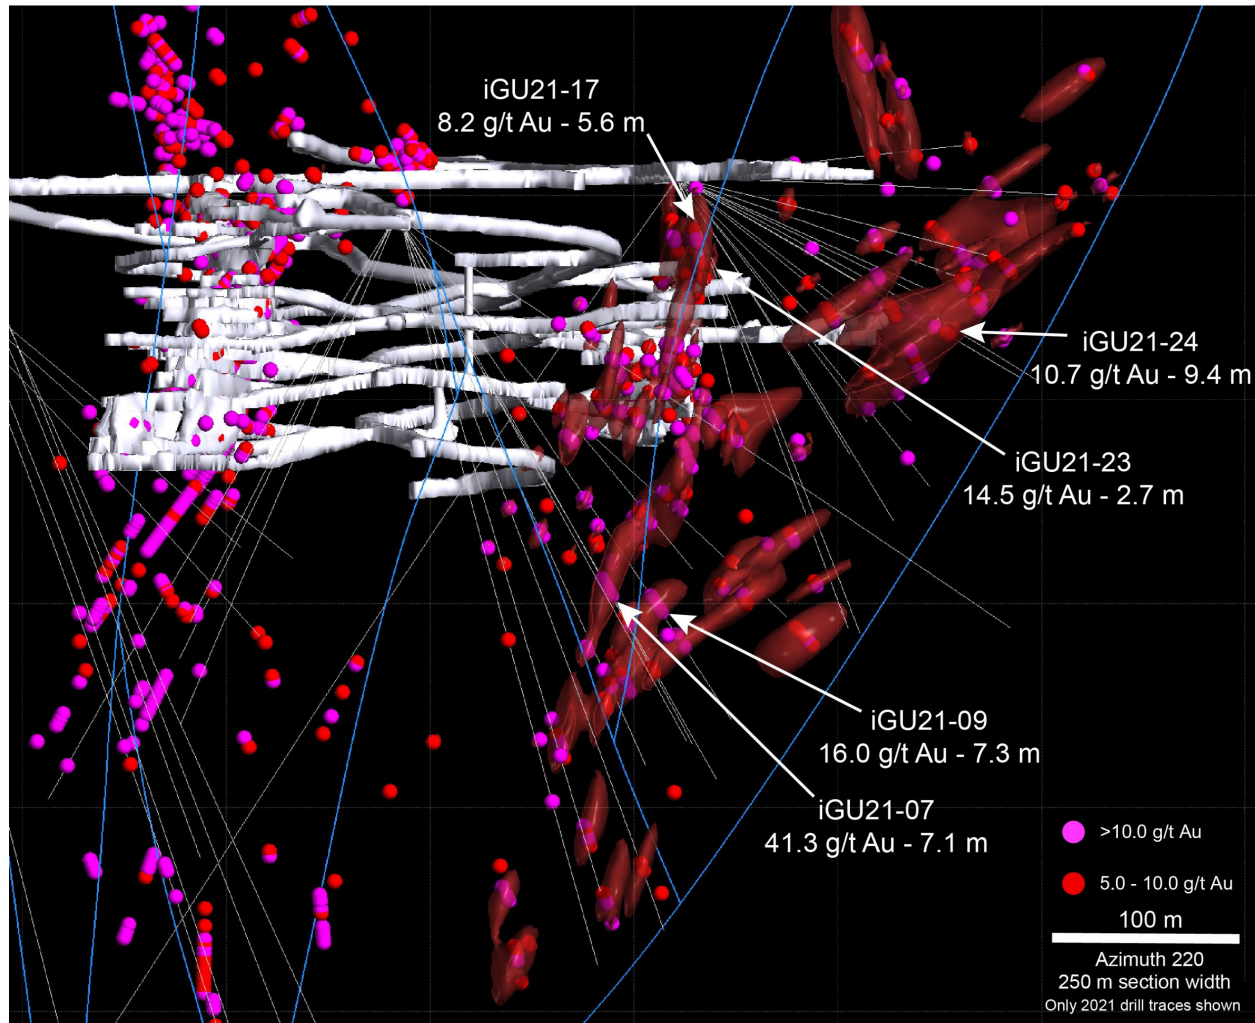 iGU21-17
8.2 g/t Au - 5.6 m
iGU21-24
10.7 g/t Au - 9.4 m
iGU21-23
14.5 g/t Au - 2.7 m
iGU21-09
16.0 g/t Au - 7.3 m
iGU21-07
41.3 g/t Au - 7.1 m
>10.0 g/t Au
5.0 - 10.0 g/t Au
100 m
Azimuth 220
250 m section width
Only 2021 drill traces shown